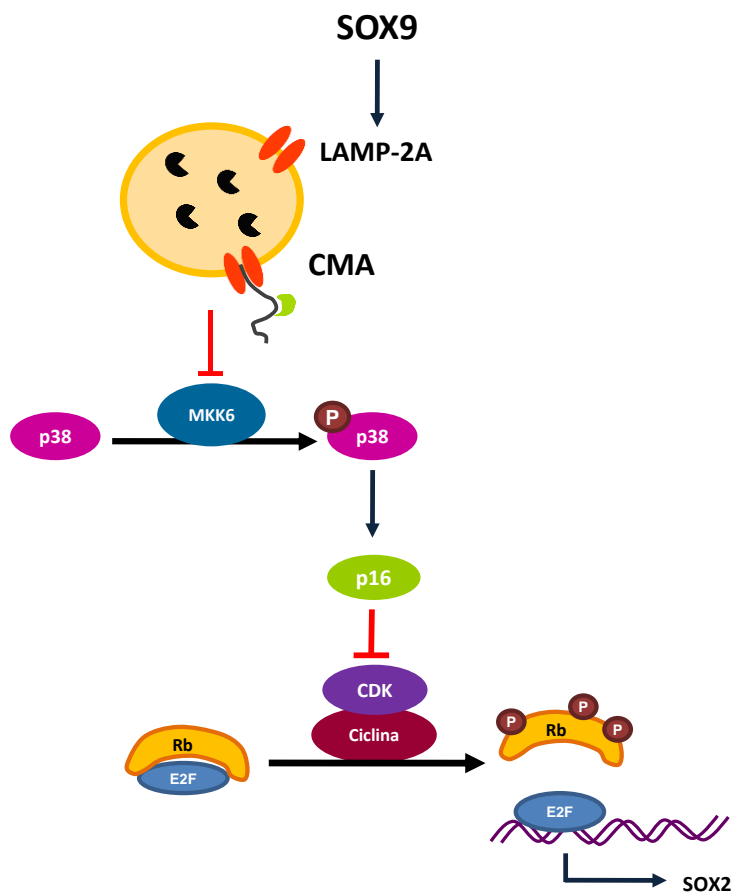 SOX9
LAMP-2A
CMA
MKK6
p38
P
p38
p16
CDK
Ciclina
Rb
E2F
P
P
P
Rb
E2F
SOX2